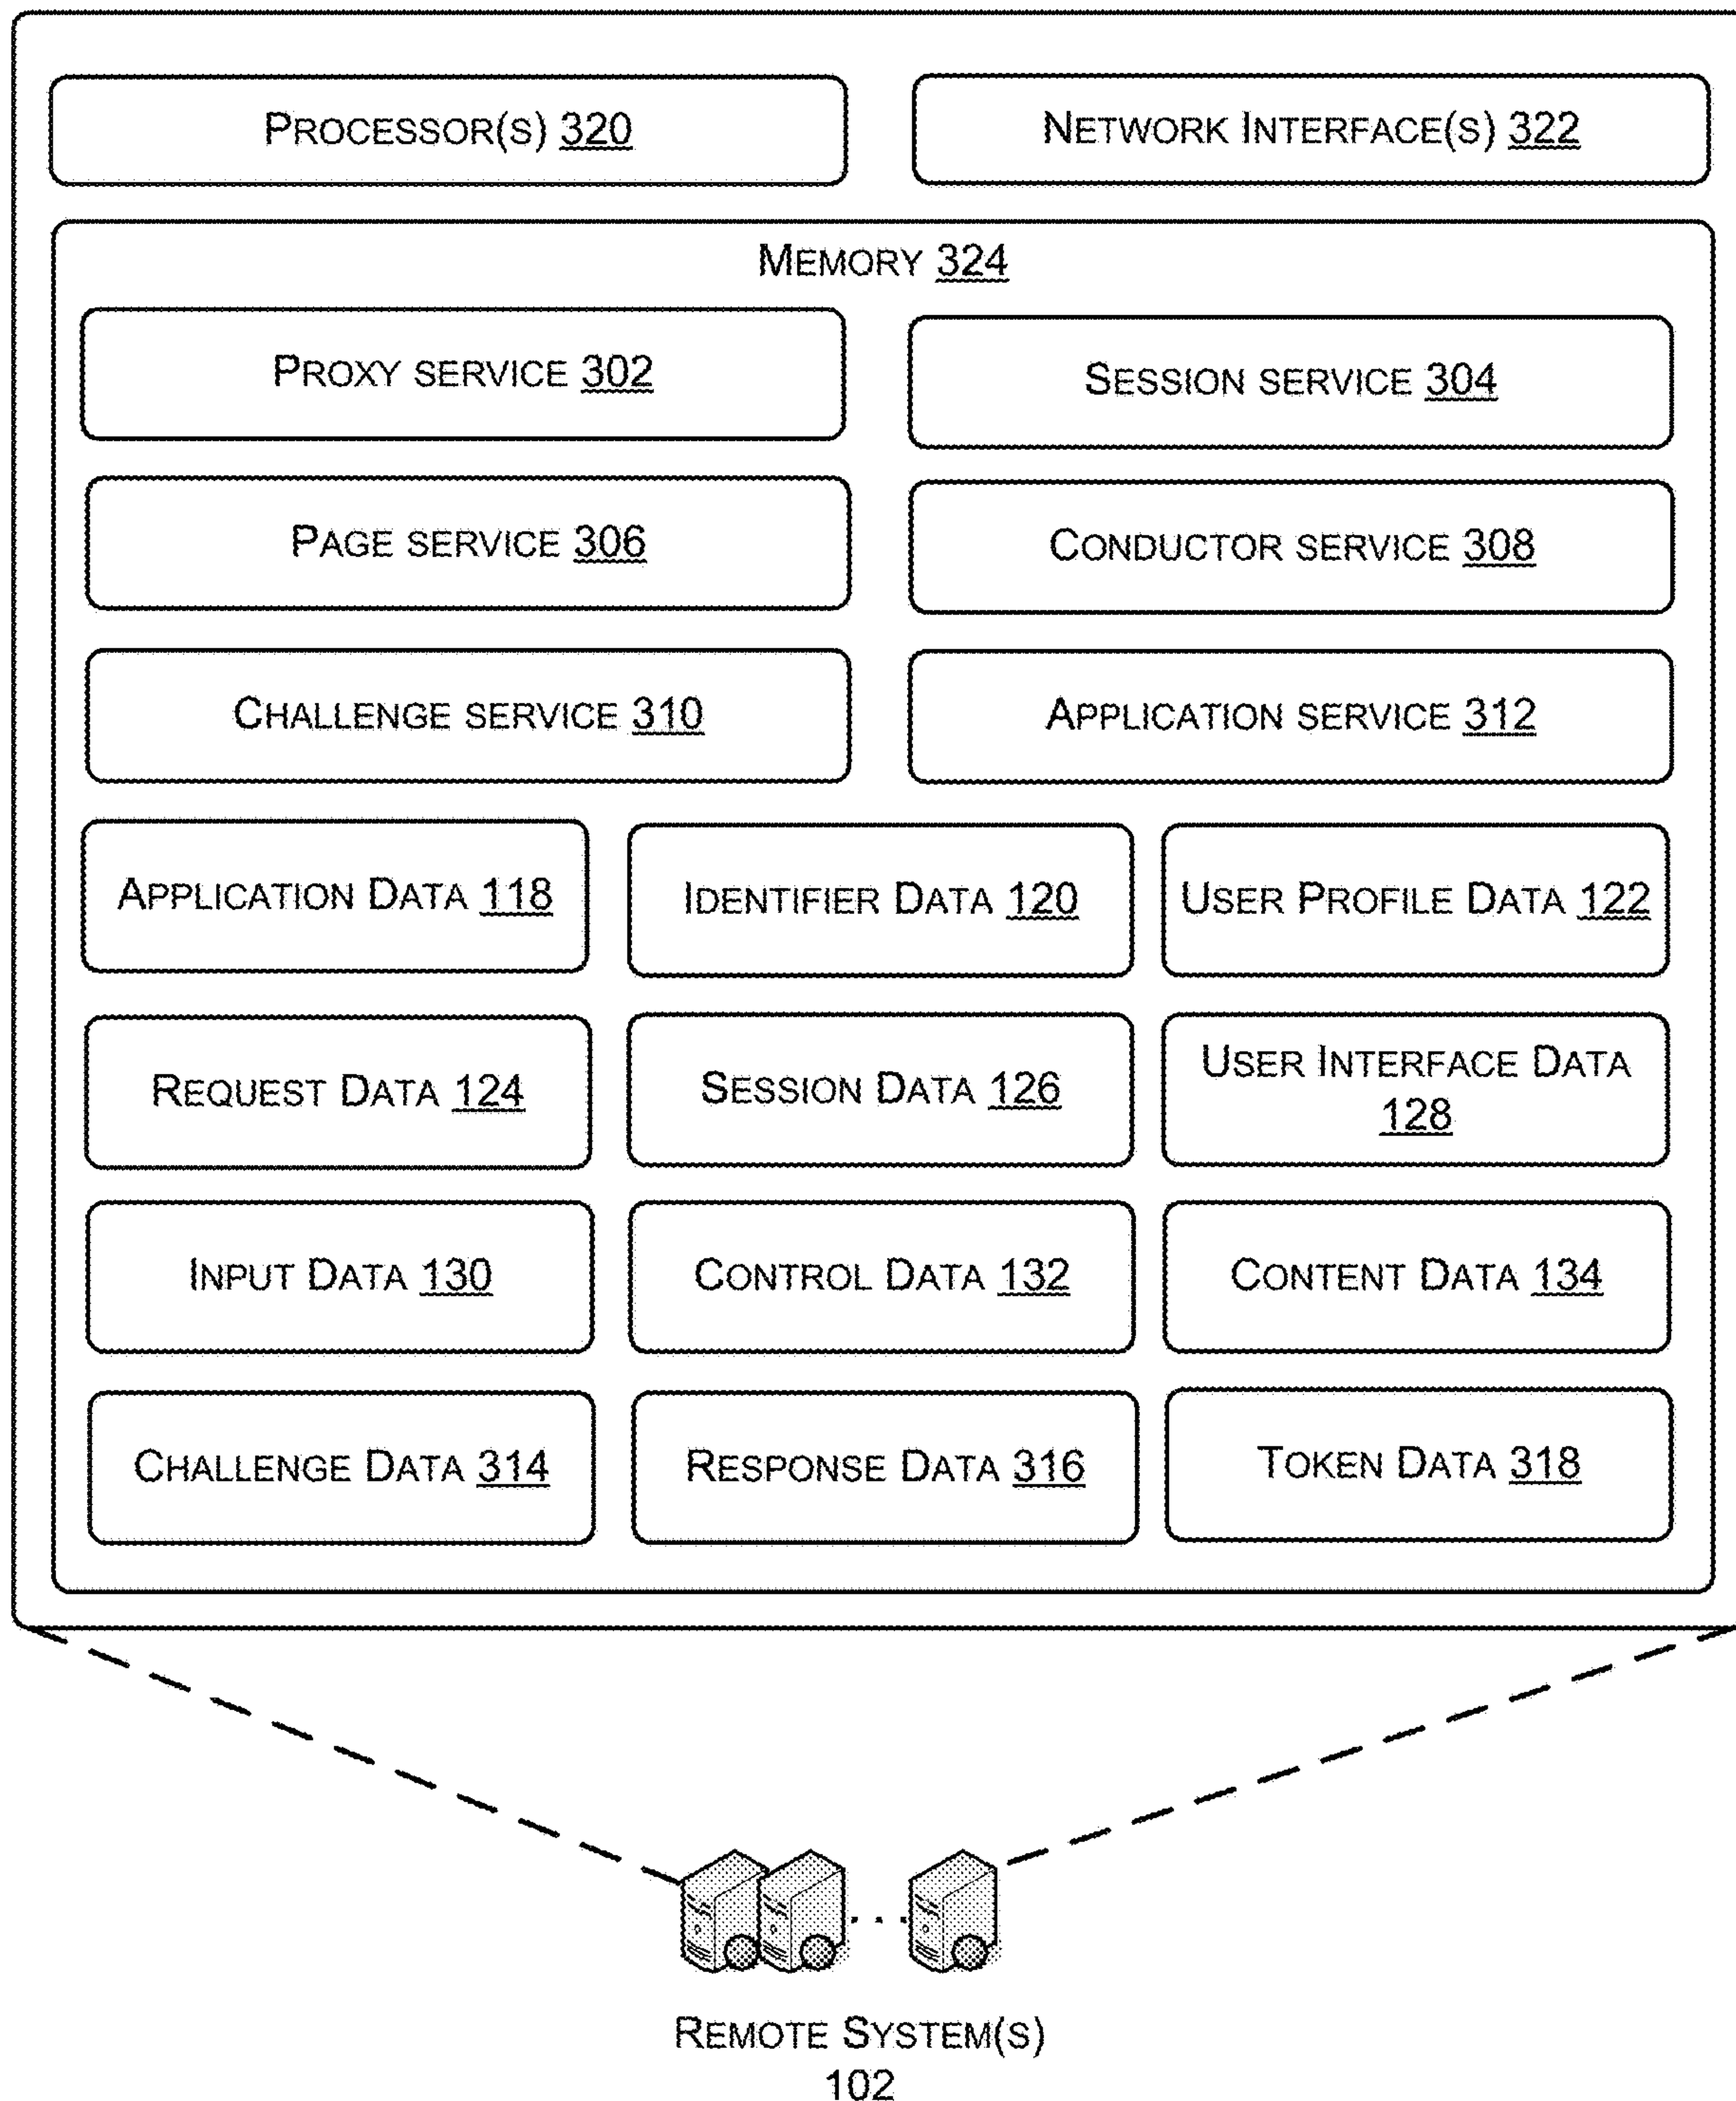 PROCESSOR(S) 320
NETWORK INTERFACE(S) 322
MEMORY 324
PROXY SERVICE 302
SESSION SERVICE 304
PAGE SERVICE 306
CONDUCTOR SERVICE 308
CHALLENGE SERVICE 310
APPLICATION SERVICE 312
APPLICATION DATA 118
IDENTIFIER DATA 120
USER PROFILE DATA 122
REQUEST DATA 124
SESSION DATA 126
USER INTERFACE DATA
128
INPUT DATA 130
CONTROL DATA 132
CONTENT DATA 134
CHALLENGE DATA 314
RESPONSE DATA 316
TOKEN DATA 318
REMOTE SYSTEM(S)
102